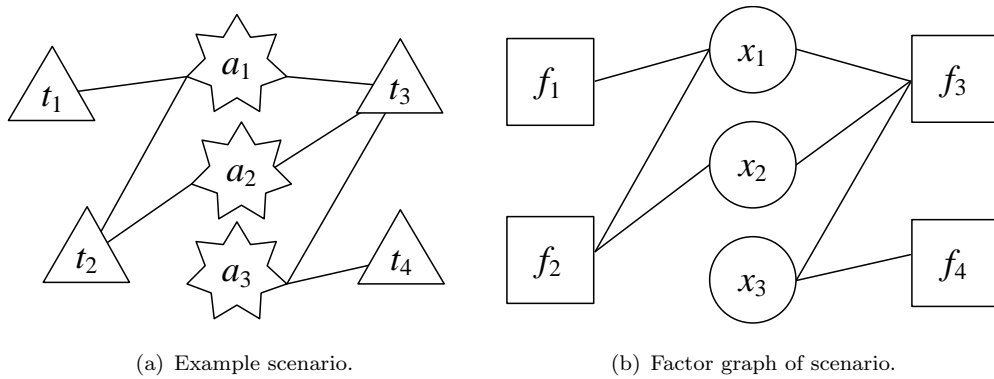 t1
a1
t3
a2
t2
a3
t4
(a) Example scenario.
f1
x1
f3
x2
f2
x3
f4
(b) Factor graph of scenario.